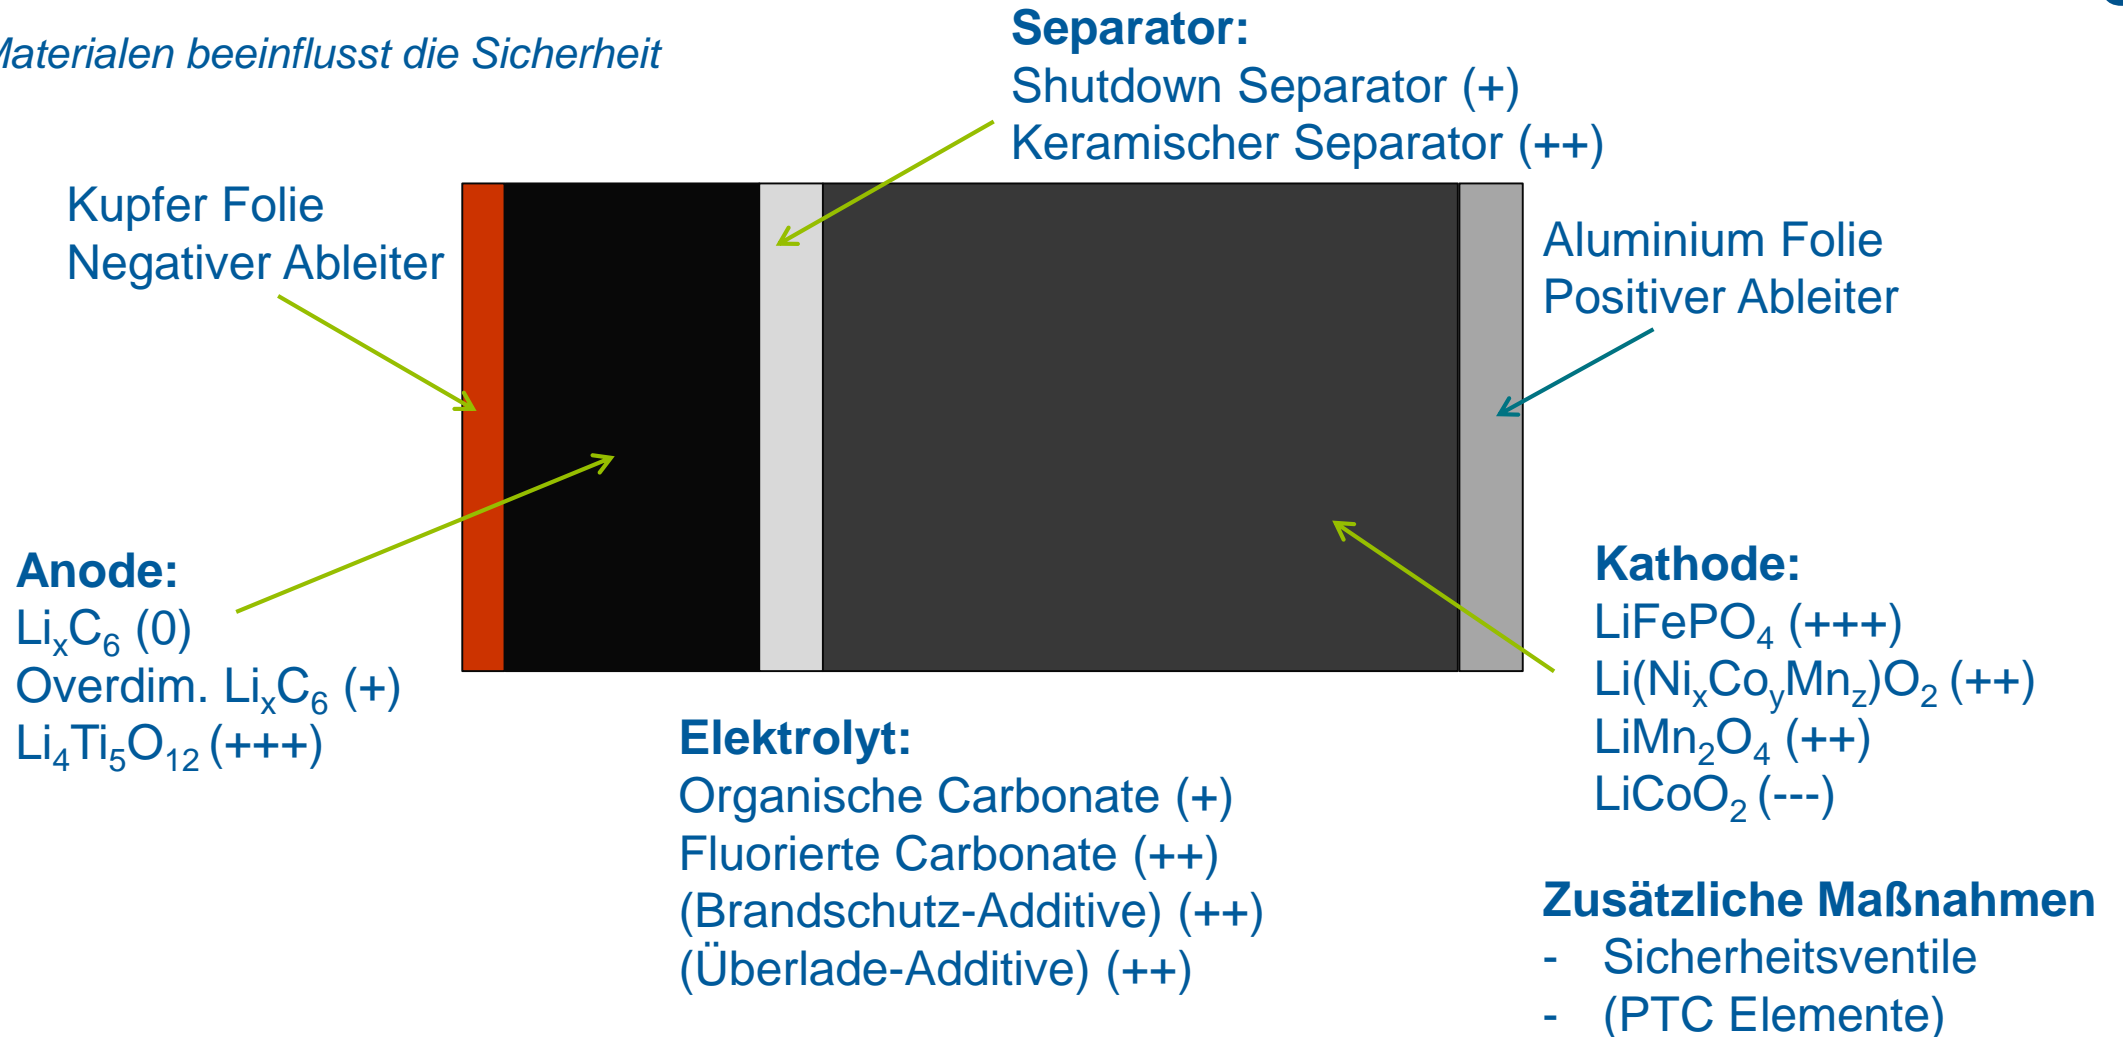 Materialen beeinflusst die Sicherheit
Separator:
Shutdown Separator (+)
Keramischer Separator (++)
Kupfer Folie
Negativer Ableiter
Aluminium Folie
Positiver Ableiter
Anode:
LiₓC₆ (0)
Overdim. LiₓC₆ (+)
Li₄Ti₅O₁₂ (+++)
Elektrolyt:
Organische Carbonate (+)
Fluorierte Carbonate (++)
(Brandschutz-Additive) (++)
(Überlade-Additive) (++)
Kathode:
LiFePO₄ (+++)
Li(NiₓCoyMnz)O₂ (++)
LiMn₂O₄ (++)
LiCoO₂ (---)
Zusätzliche Maßnahmen
- Sicherheitsventile
- (PTC Elemente)